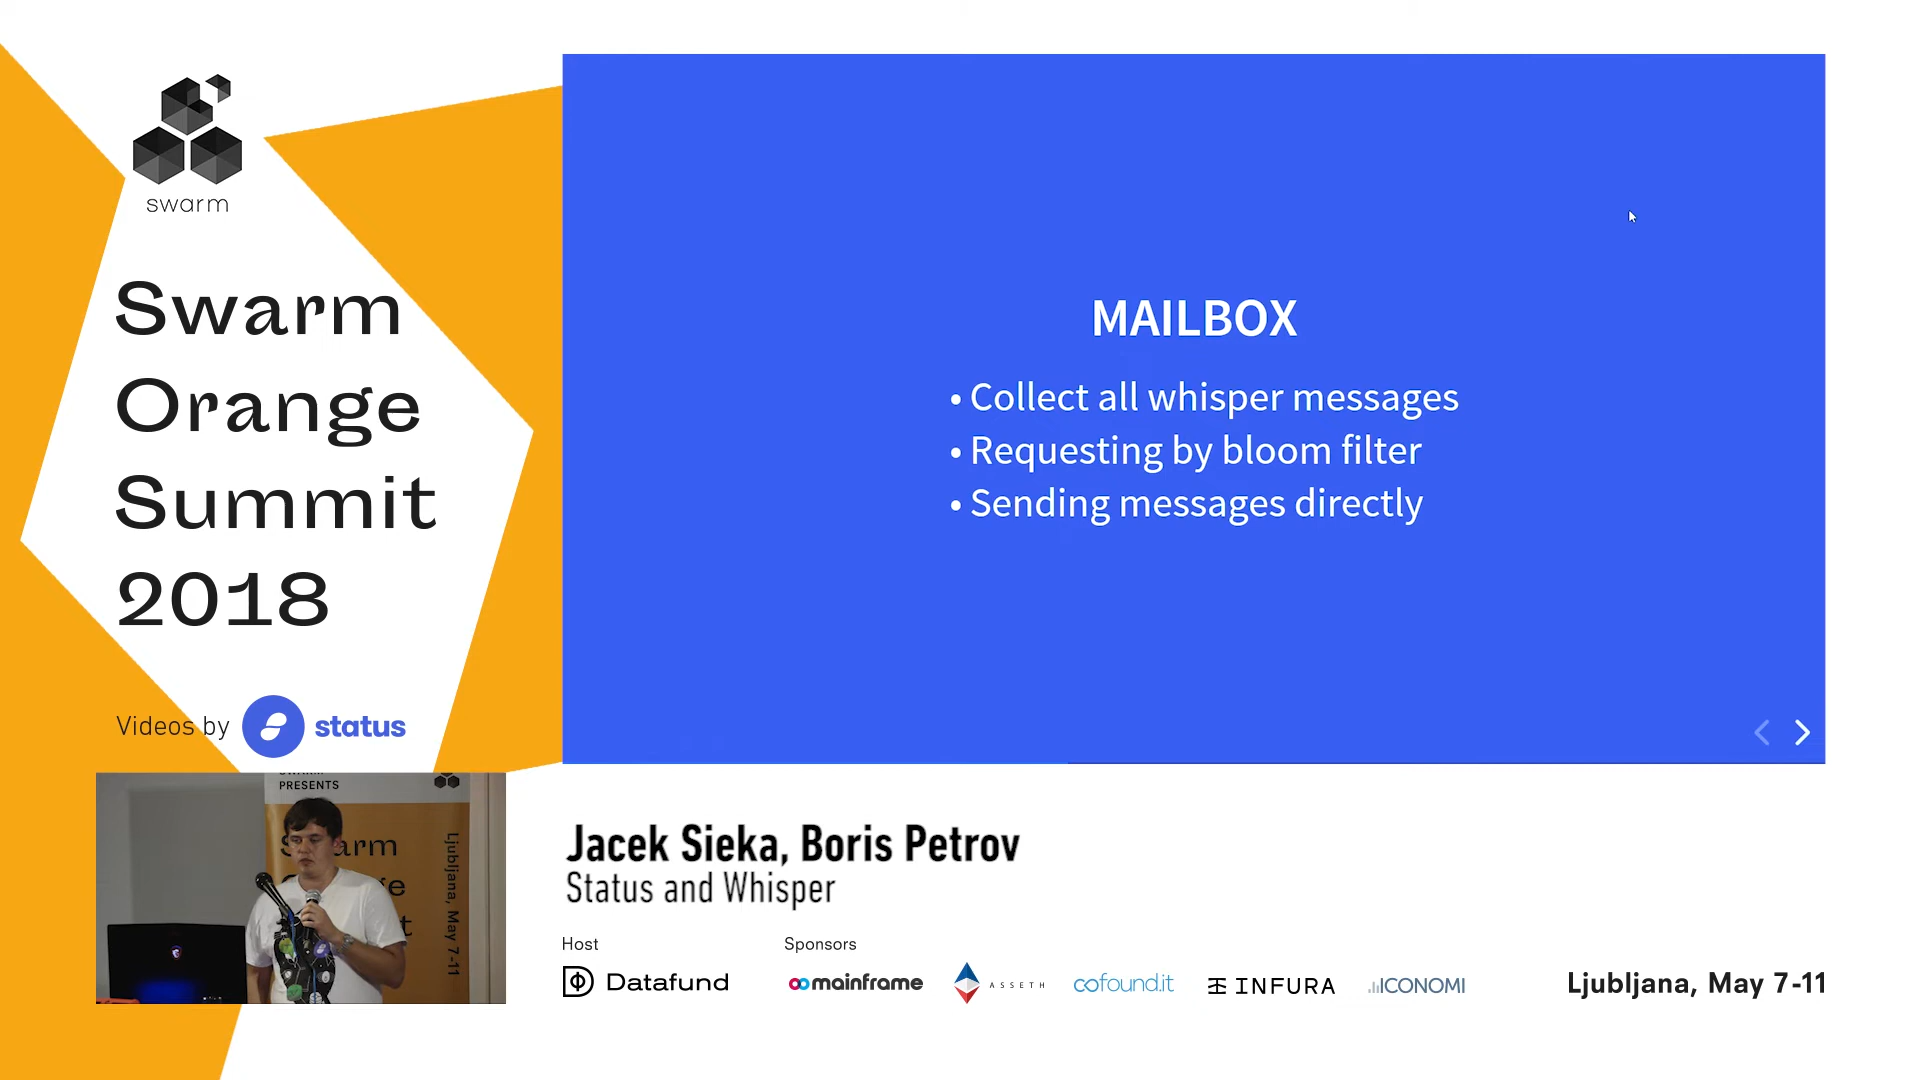 swarm
Swarm
Orange
Summit
2018
Videos by status
MAILBOX
• Collect all whisper messages
• Requesting by bloom filter
• Sending messages directly
PRESENTS
Ljubljana, May 7-11
Jacek Sieka, Boris Petrov
Status and Whisper
Host
Sponsors
Datafund
mainframe
ASSETH
cofound.it
INFURA
ICONOMI
Ljubljana, May 7-11